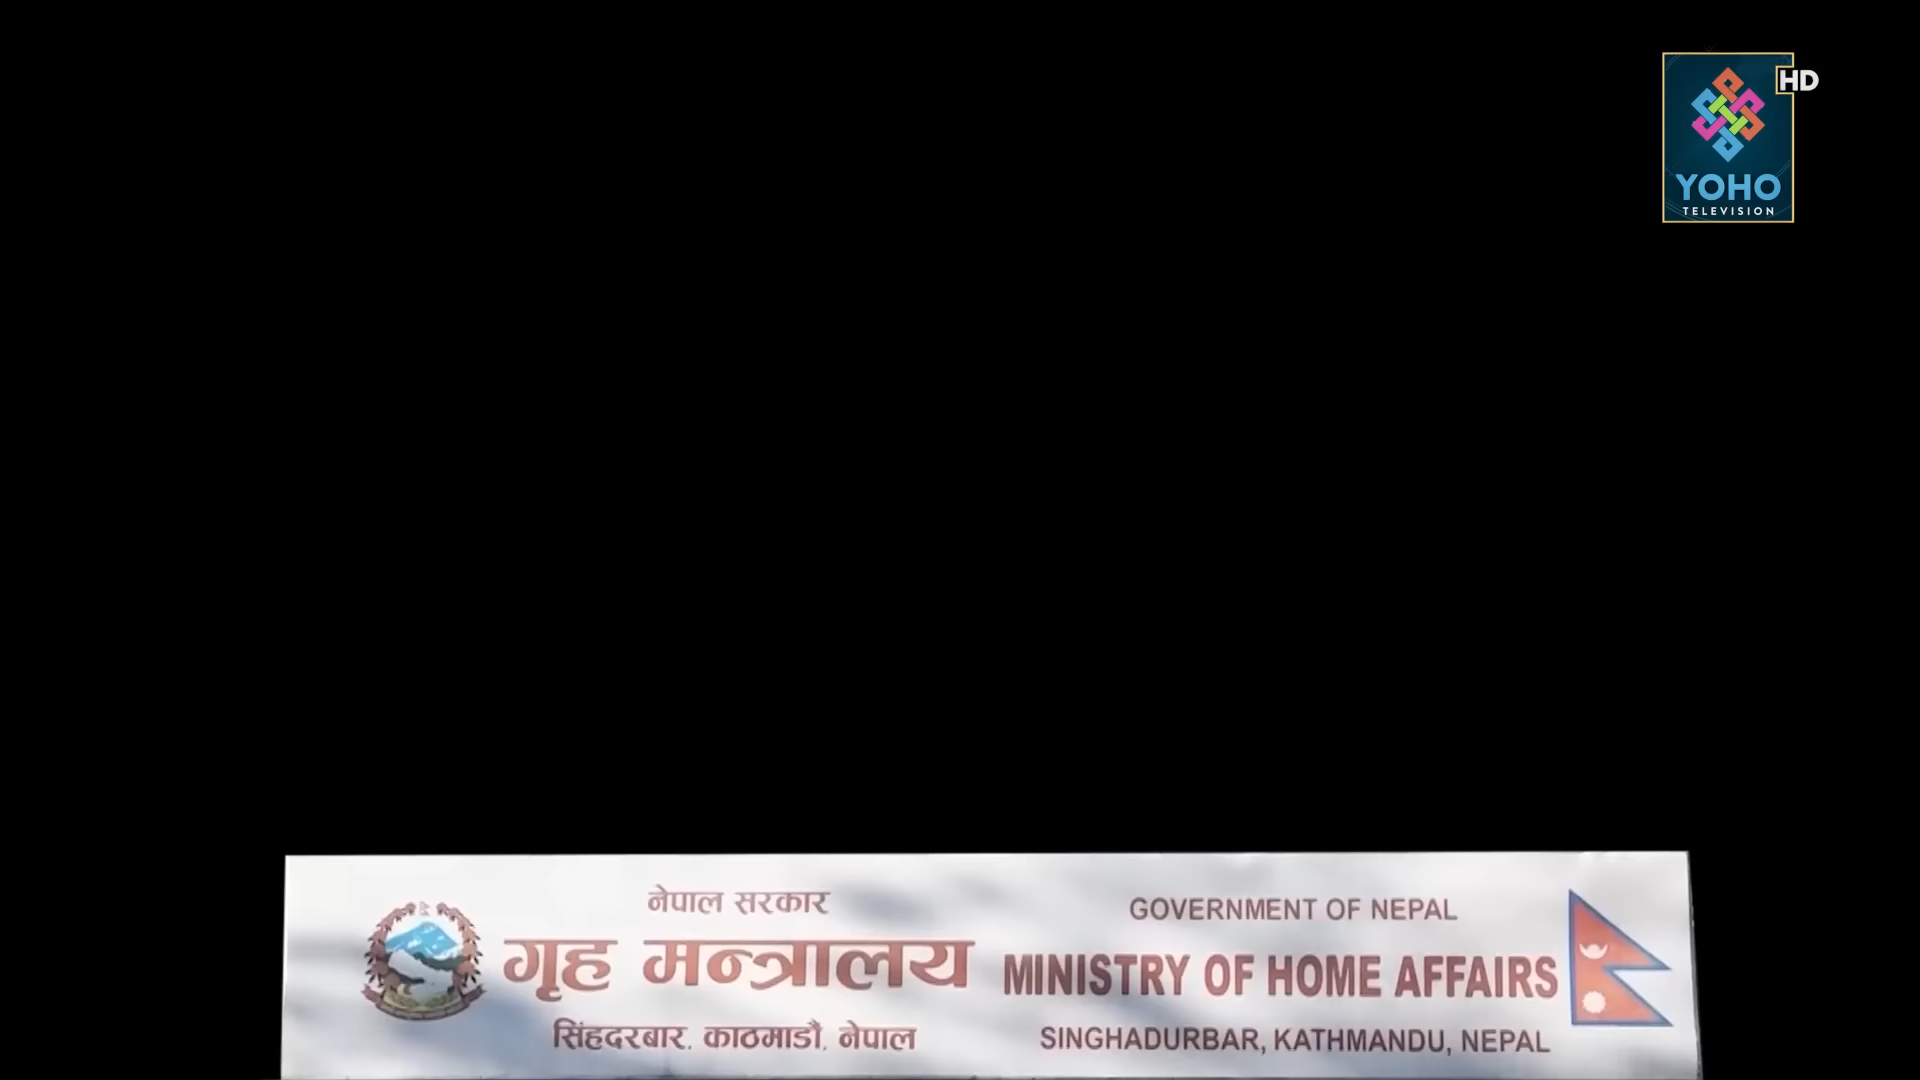 HD
YOHO
TELEVISION
नेपाल सरकार
गृह मन्त्रालय
सिंहदरबार, काठमाडौं, नेपाल
GOVERNMENT OF NEPAL
MINISTRY OF HOME AFFAIRS
SINGHADURBAR, KATHMANDU, NEPAL